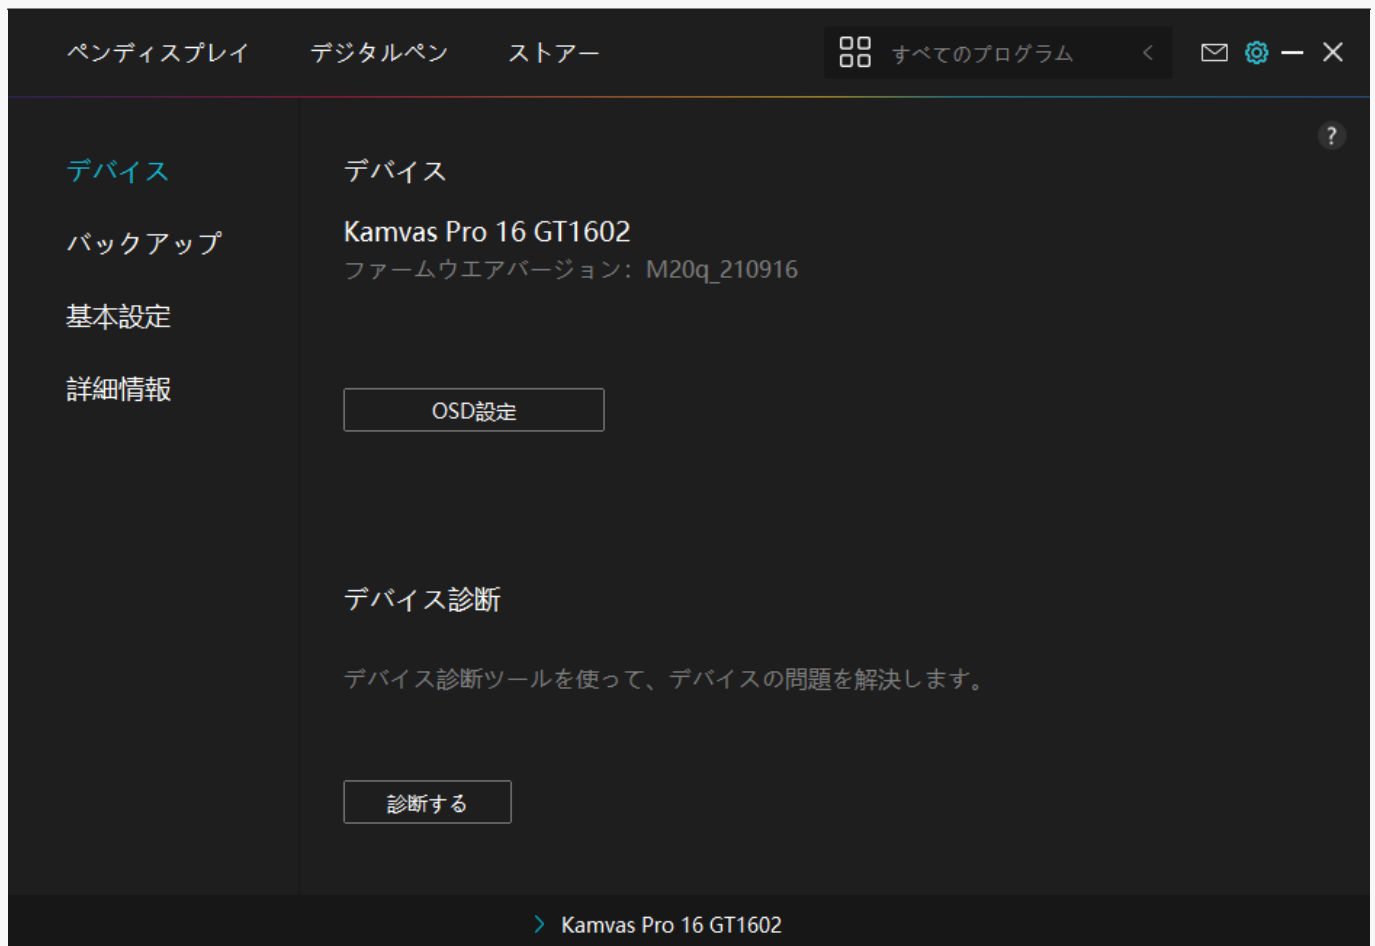 ペンディスプレイ デジタルペン ストアー すべてのプログラム
?
デバイス
バックアップ
基本設定
詳細情報
デバイス
Kamvas Pro 16 GT1602
ファームウエアバージョン: M20q_210916
OSD設定
デバイス診断
デバイス診断ツールを使って、デバイスの問題を解決します。
診断する
Kamvas Pro 16 GT1602